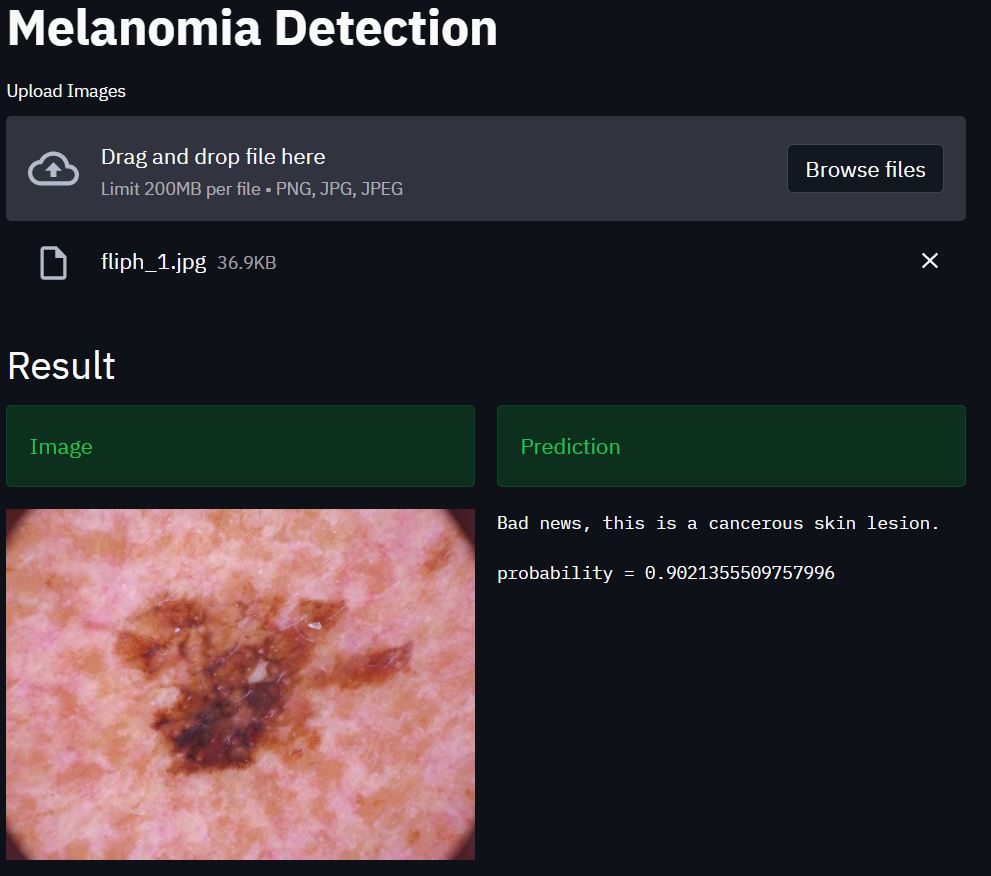 Melanomia Detection
Upload Images
Drag and drop file here
Limit 200MB per file • PNG, JPG, JPEG
Browse files
fliph_1.jpg 36.9KB
Result
Image
Prediction
Bad news, this is a cancerous skin lesion.
probability = 0.9021355509757996